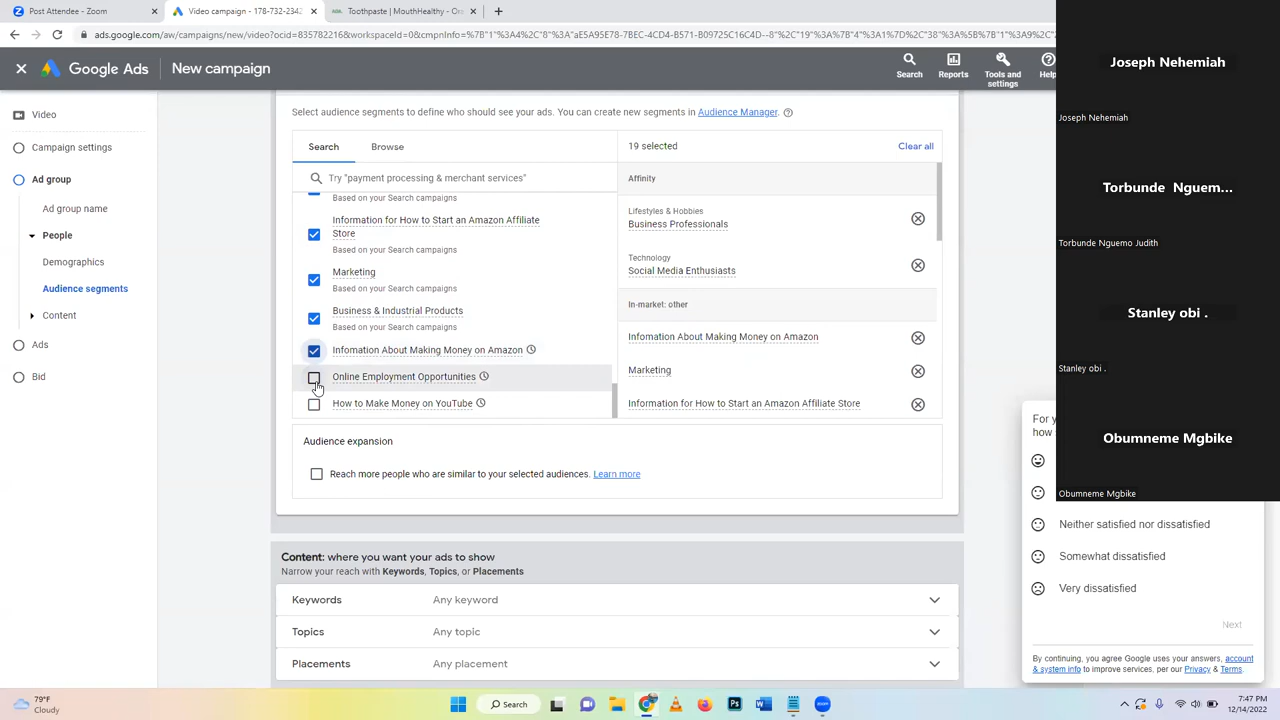 Post Attendee - Zoom
Video campaign - 178-732-2342
Toothpaste | MouthHealthy - Or
ads.google.com/aw/campaigns/new/video?ocid=835782216&workspaceId=0&cmpnInfo=%7B"1"%3A4%2C"8"%3A"aE5A95E78-7BEC-4CD4-B571-B09725C16C4D--8"%2C"19"%3A%7B"4"%3A1%7D%2C"38"%3A5%7B"1"%3A9%2C
Google Ads
New campaign
Search
Reports
Tools and
settings
Help
Video
Campaign settings
Ad group
Ad group name
People
Demographics
Audience segments
Content
Ads
Bid
Select audience segments to define who should see your ads. You can create new segments in Audience Manager.
Search
Browse
19 selected
Clear all
Try "payment processing & merchant services"
Based on your Search campaigns
Information for How to Start an Amazon Affiliate
Store
Based on your Search campaigns
Marketing
Based on your Search campaigns
Business & Industrial Products
Based on your Search campaigns
Infomation About Making Money on Amazon
Online Employment Opportunities
How to Make Money on YouTube
Affinity
Lifestyles & Hobbies
Business Professionals
Technology
Social Media Enthusiasts
In-market: other
Infomation About Making Money on Amazon
Marketing
Information for How to Start an Amazon Affiliate Store
Audience expansion
Reach more people who are similar to your selected audiences. Learn more
Content: where you want your ads to show
Narrow your reach with Keywords, Topics, or Placements
Keywords Any keyword
Topics Any topic
Placements Any placement
Joseph Nehemiah
Joseph Nehemiah
Torbunde Nguem...
Torbunde Nguemo Judith
Stanley obi .
Stanley obi .
Obumneme Mgbike
Obumneme Mgbike
For y
how
Neither satisfied nor dissatisfied
Somewhat dissatisfied
Very dissatisfied
Next
By continuing, you agree Google uses your answers, account
& system info to improve services, per our Privacy & Terms.
79°F
Cloudy
Search
7:47 PM
12/14/2022